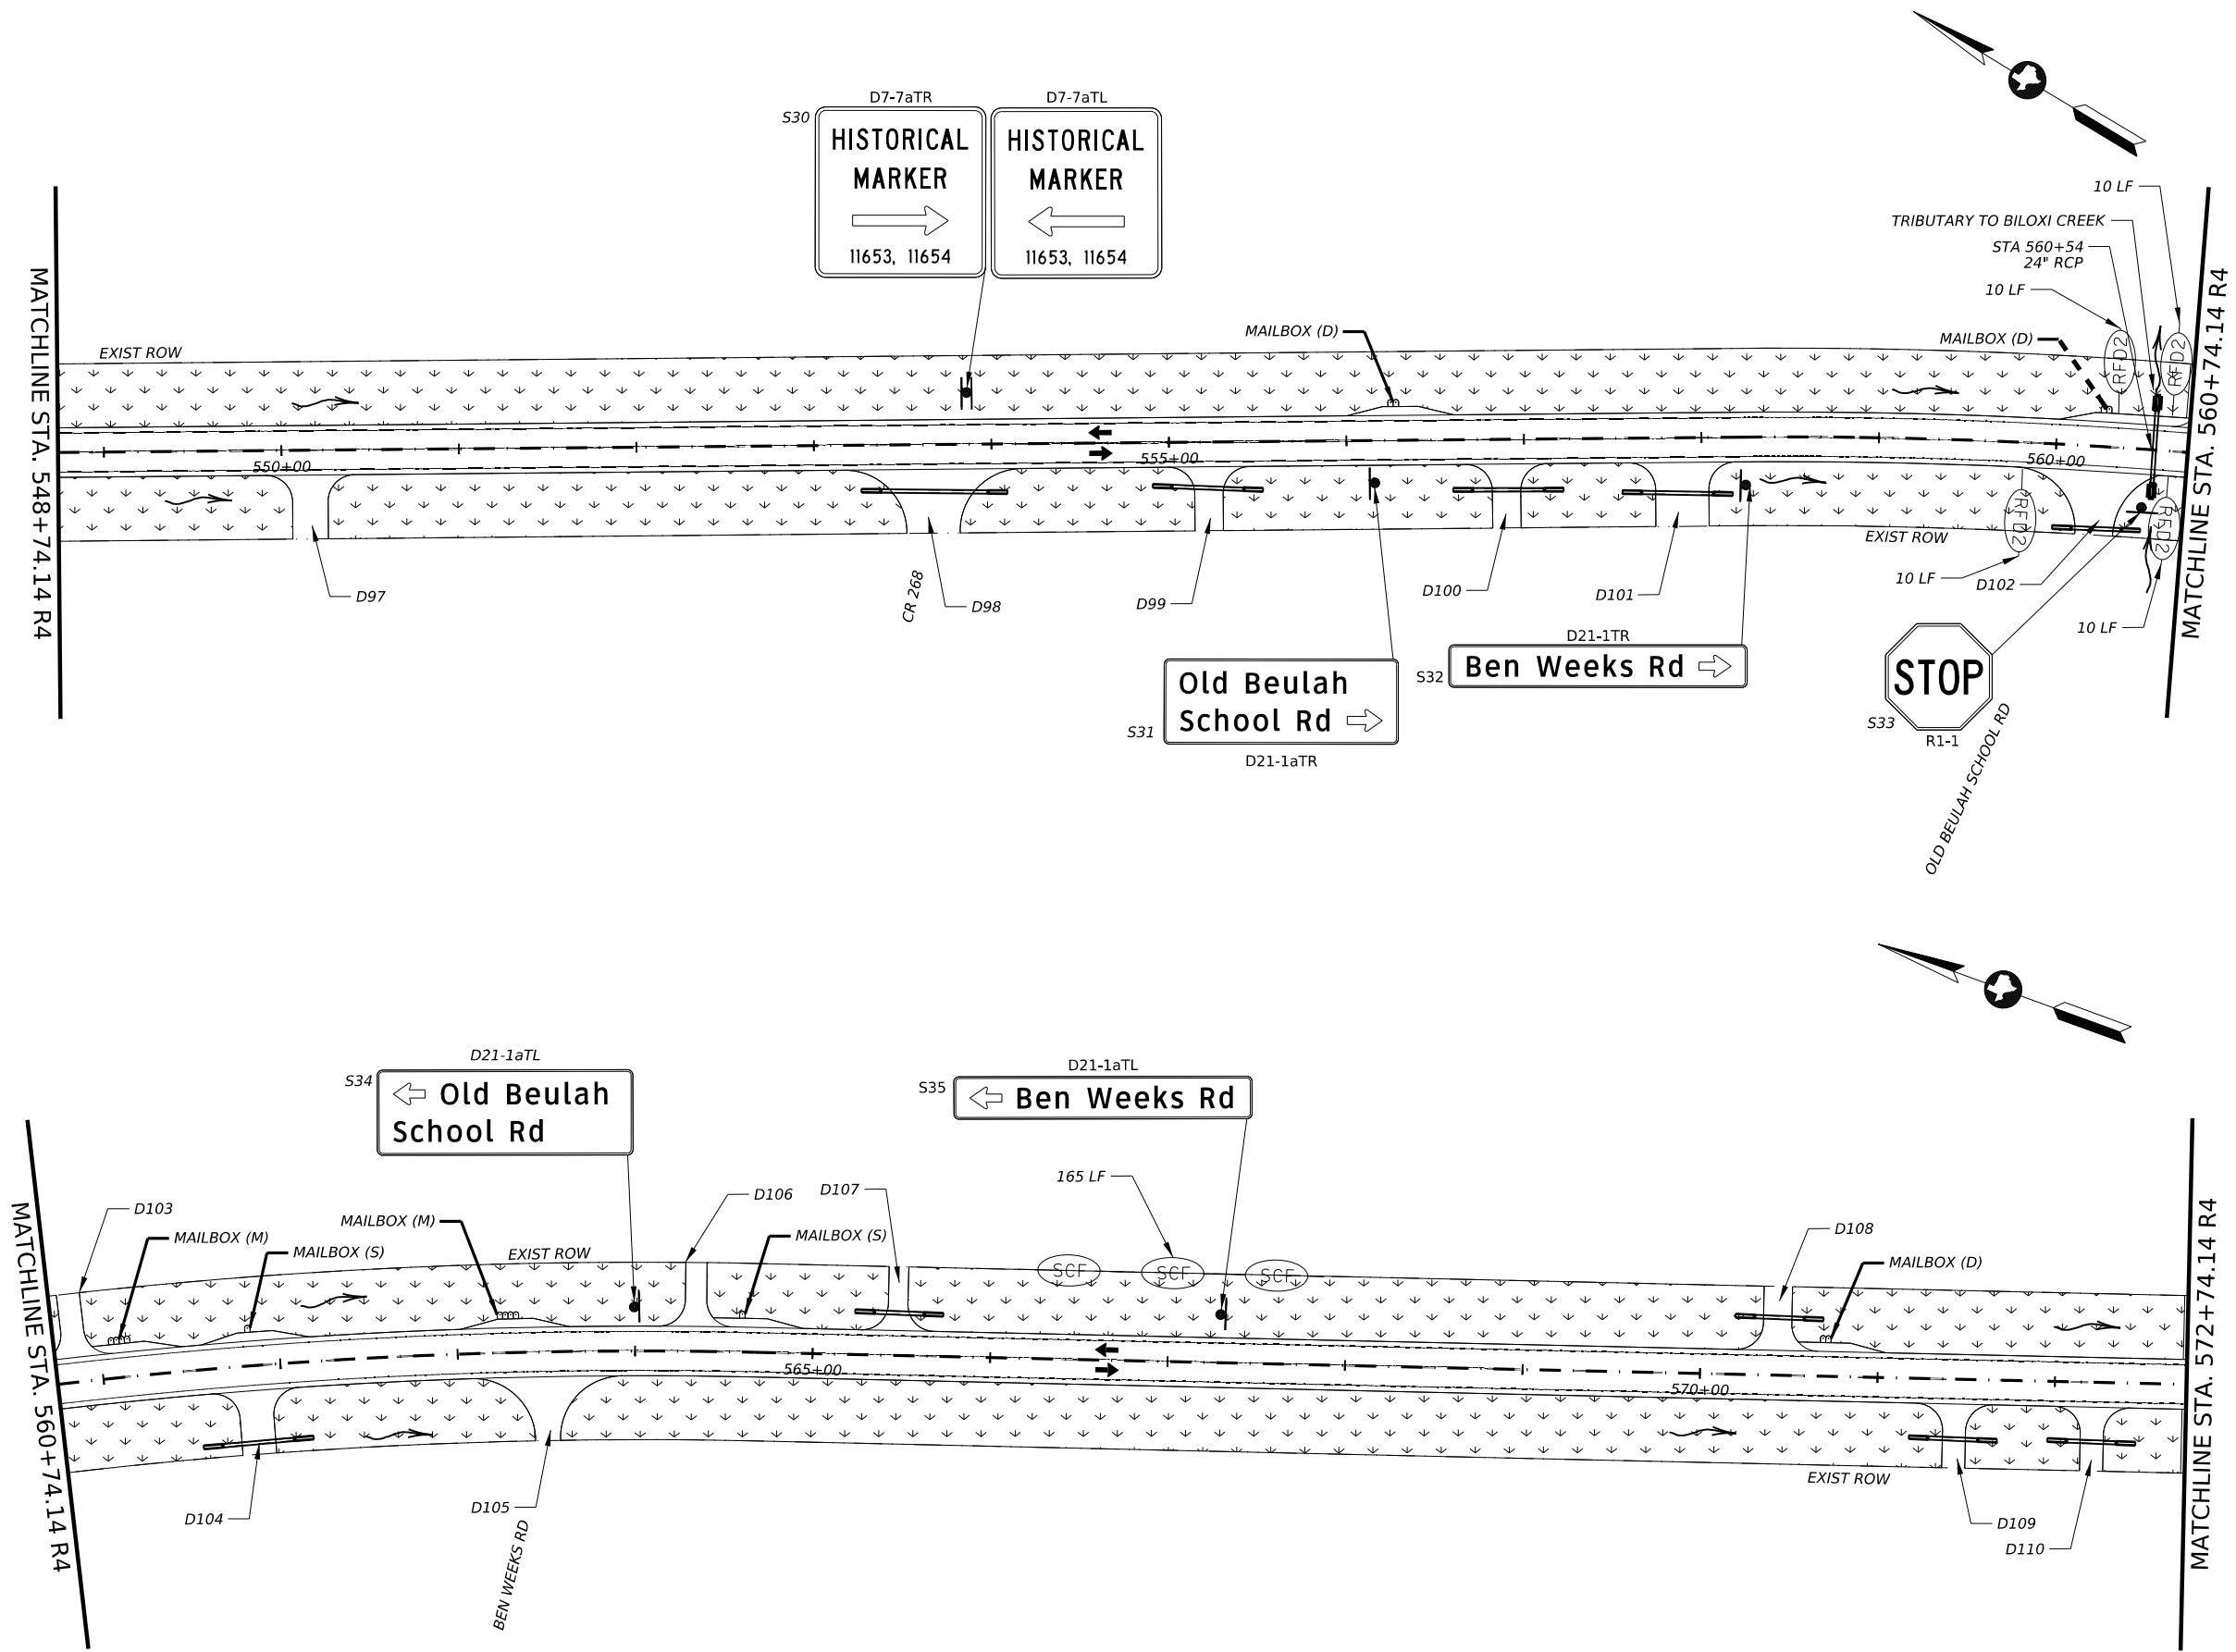 D7-7aTR
D7-7aTL
S30
HISTORICAL
MARKER
11653, 11654
HISTORICAL
MARKER
11653, 11654
10 LF
TRIBUTARY TO BILOXI CREEK
STA 560+54
24" RCP
10 LF
MAILBOX (D)
MAILBOX (D)
RFD2
RFD2
EXIST ROW
MATCHLINE STA. 548+74.14 R4
MATCHLINE STA. 560+74.14 R4
550+00
555+00
560+00
RFD2
RFD2
EXIST ROW
D97
CR 268
D98
D99
D100
D101
10 LF
D102
10 LF
D21-1TR
S32
Ben Weeks Rd
Old Beulah
School Rd
S31
D21-1aTR
STOP
S33
R1-1
OLD BEULAH SCHOOL RD
D21-1aTL
S34
Old Beulah
School Rd
D21-1aTL
S35
Ben Weeks Rd
165 LF
D103
MAILBOX (M)
MAILBOX (S)
MAILBOX (M)
EXIST ROW
D106
D107
MAILBOX (S)
SCF
SCF
SCF
D108
MAILBOX (D)
MATCHLINE STA. 560+74.14 R4
MATCHLINE STA. 572+74.14 R4
565+00
570+00
EXIST ROW
D104
D105
BEN WEEKS RD
D109
D110